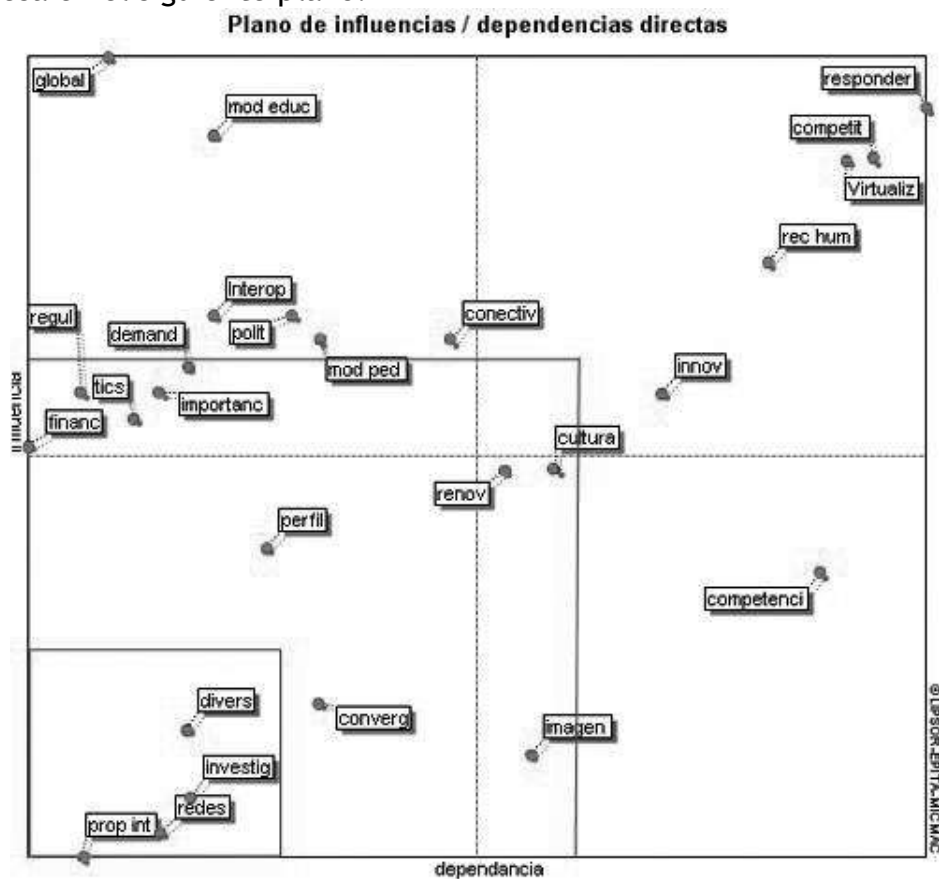 Plano de influencias / dependencias directas
global
responder
mod educ
competit
Virtualiz
rec hum
Interop
regul
conectiv
demand
polit
mod ped
innov
tics
importanc
financ
cultura
renov
perfil
competenci
divers
converg
imagen
investig
redes
prop int
dependancia
© LIPSOR-EPITA-MICMAC